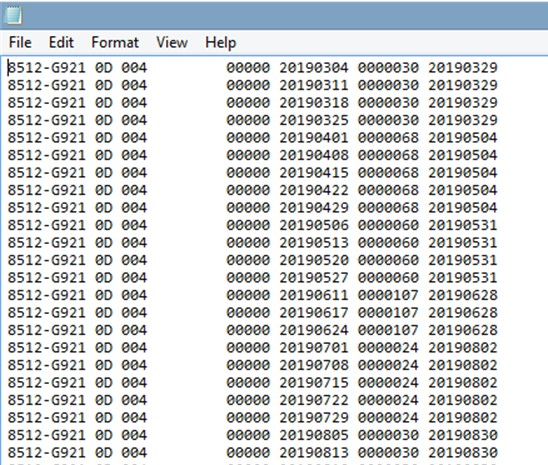 File Edit Format View Help
8512-G921 0D 004         00000 20190304 0000030 20190329
8512-G921 0D 004         00000 20190311 0000030 20190329
8512-G921 0D 004         00000 20190318 0000030 20190329
8512-G921 0D 004         00000 20190325 0000030 20190329
8512-G921 0D 004         00000 20190401 0000068 20190504
8512-G921 0D 004         00000 20190408 0000068 20190504
8512-G921 0D 004         00000 20190415 0000068 20190504
8512-G921 0D 004         00000 20190422 0000068 20190504
8512-G921 0D 004         00000 20190429 0000068 20190504
8512-G921 0D 004         00000 20190506 0000060 20190531
8512-G921 0D 004         00000 20190513 0000060 20190531
8512-G921 0D 004         00000 20190520 0000060 20190531
8512-G921 0D 004         00000 20190527 0000060 20190531
8512-G921 0D 004         00000 20190611 0000107 20190628
8512-G921 0D 004         00000 20190617 0000107 20190628
8512-G921 0D 004         00000 20190624 0000107 20190628
8512-G921 0D 004         00000 20190701 0000024 20190802
8512-G921 0D 004         00000 20190708 0000024 20190802
8512-G921 0D 004         00000 20190715 0000024 20190802
8512-G921 0D 004         00000 20190722 0000024 20190802
8512-G921 0D 004         00000 20190729 0000024 20190802
8512-G921 0D 004         00000 20190805 0000030 20190830
8512-G921 0D 004         00000 20190813 0000030 20190830